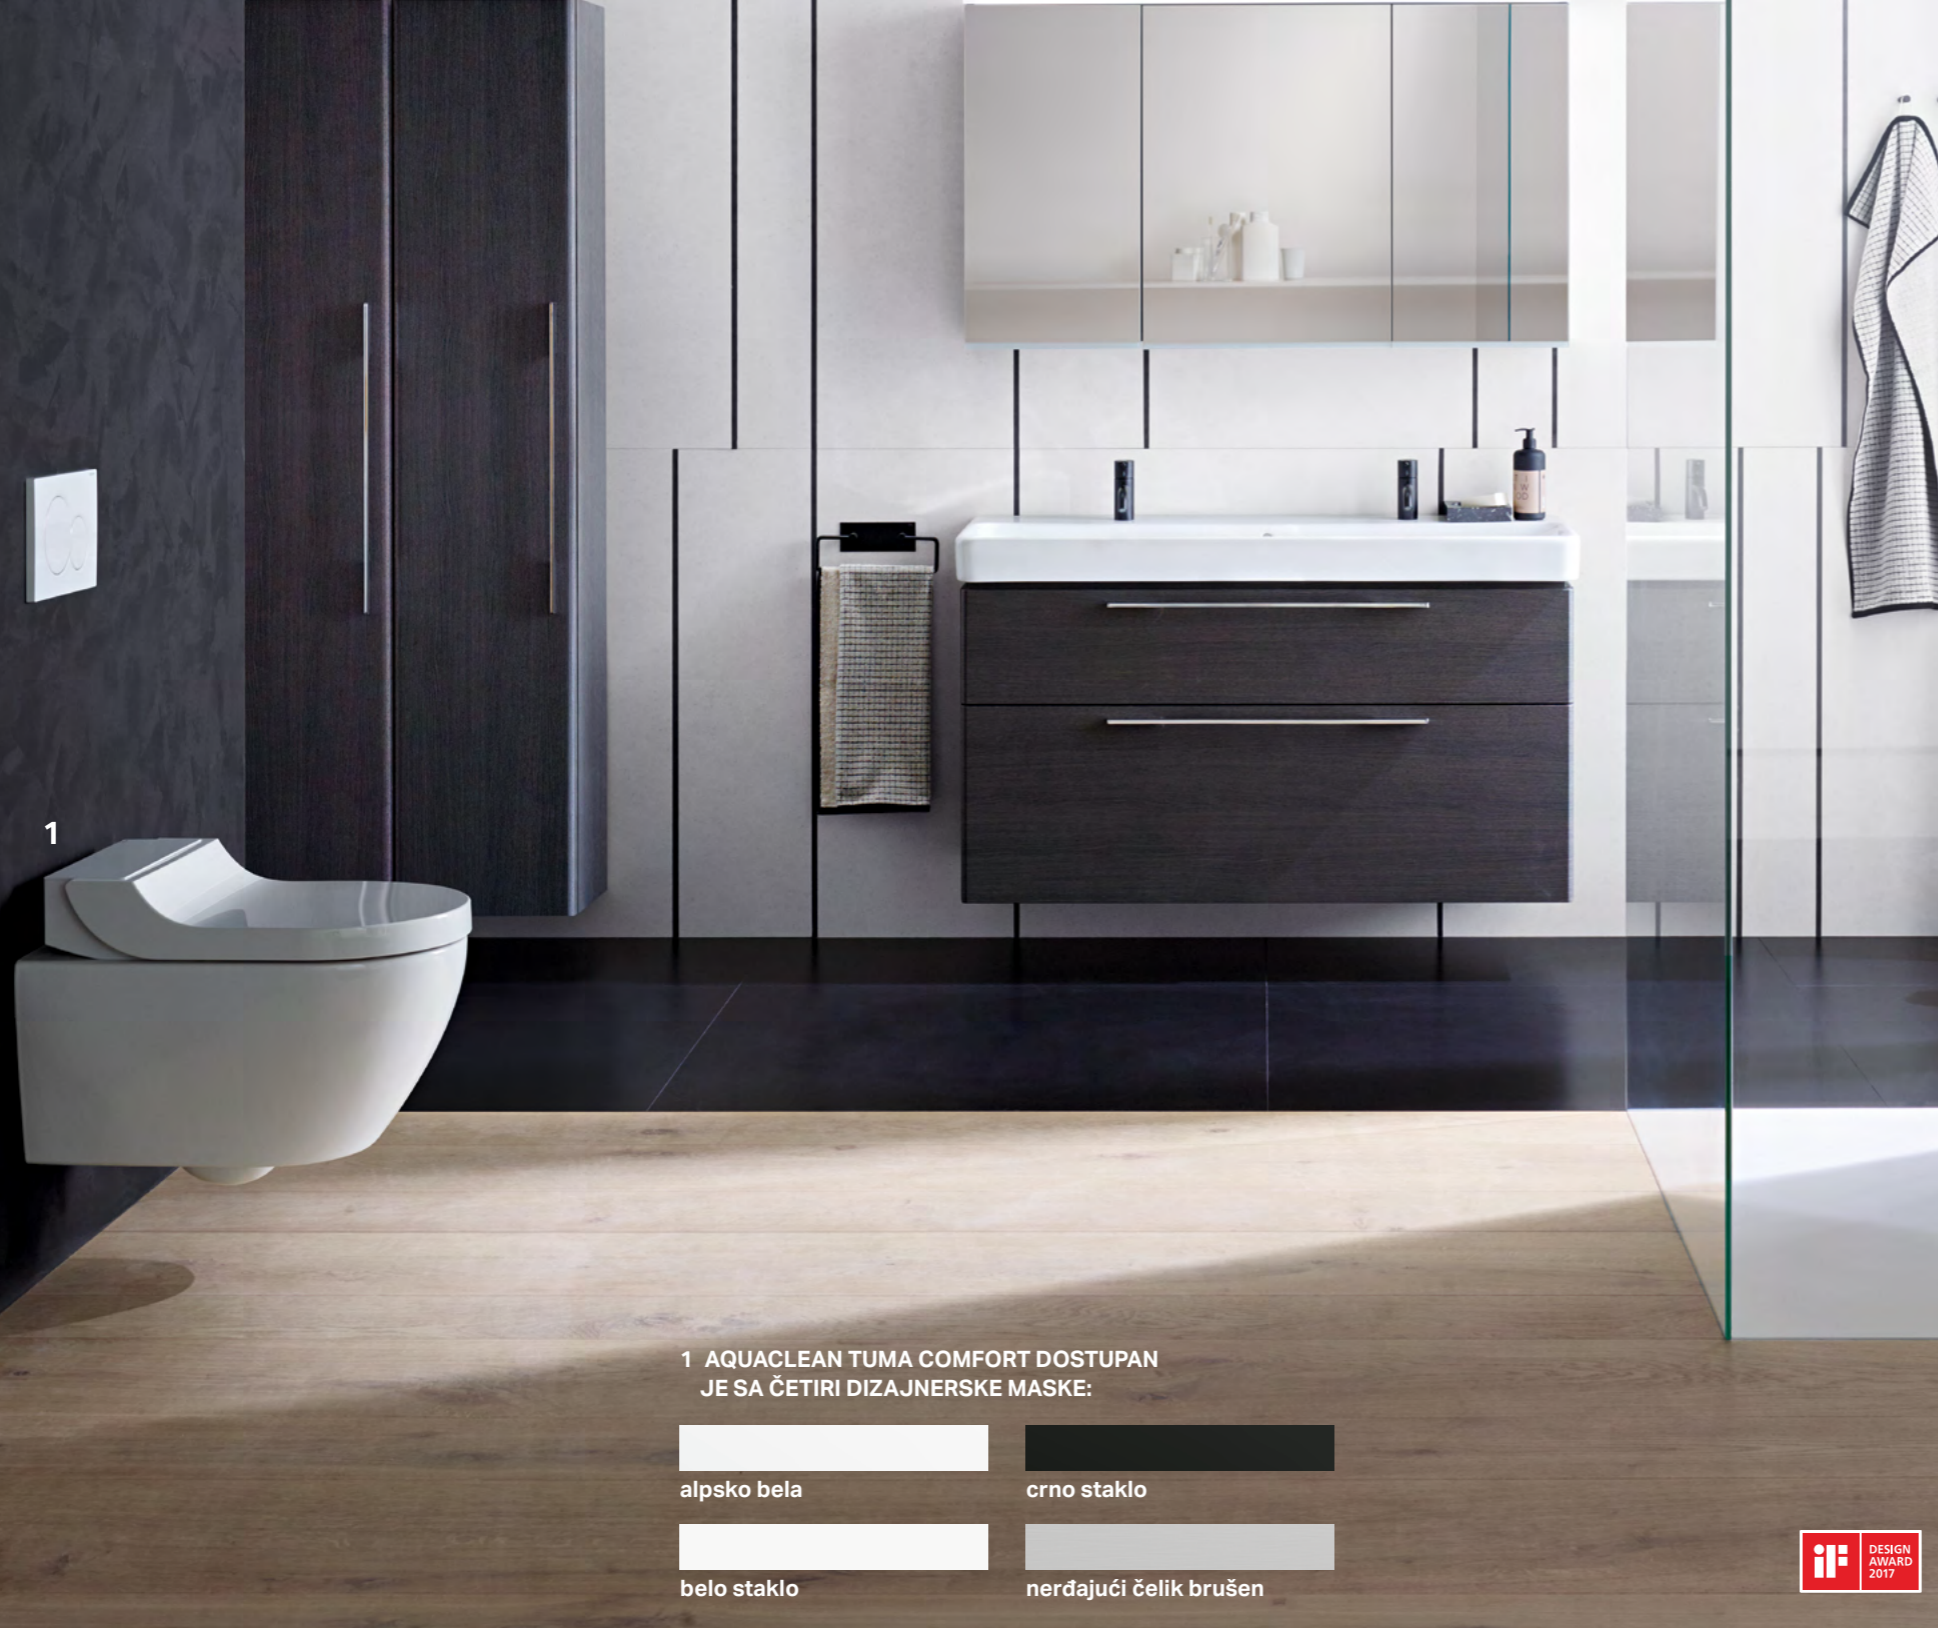 1
1 AQUACLEAN TUMA COMFORT DOSTUPAN
JE SA ČETIRI DIZAJNERSKE MASKE:
alpsko bela
crno staklo
belo staklo
nerđajući čelik brušen
iF
DESIGN
AWARD
2017